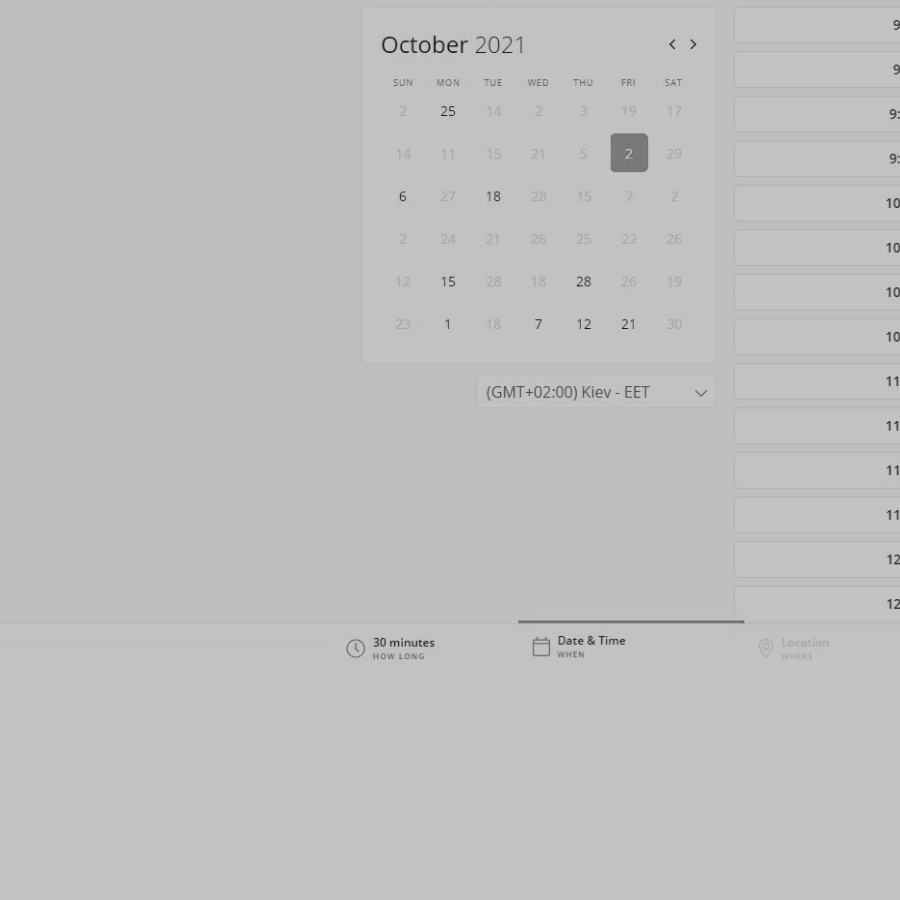 October 2021
SUN MON TUE WED THU FRI SAT
2 25 14 2 3 19 17
14 11 15 21 5 2 29
6 27 18 28 15 7 2
2 24 21 26 25 22 26
12 15 28 18 28 26 19
23 1 18 7 12 21 30
(GMT+02:00) Kiev - EET
9
9
9:
9:
10
10
10
10
11
11
11
11
12
12
30 minutes
HOW LONG
Date & Time
WHEN
Location
WHERE